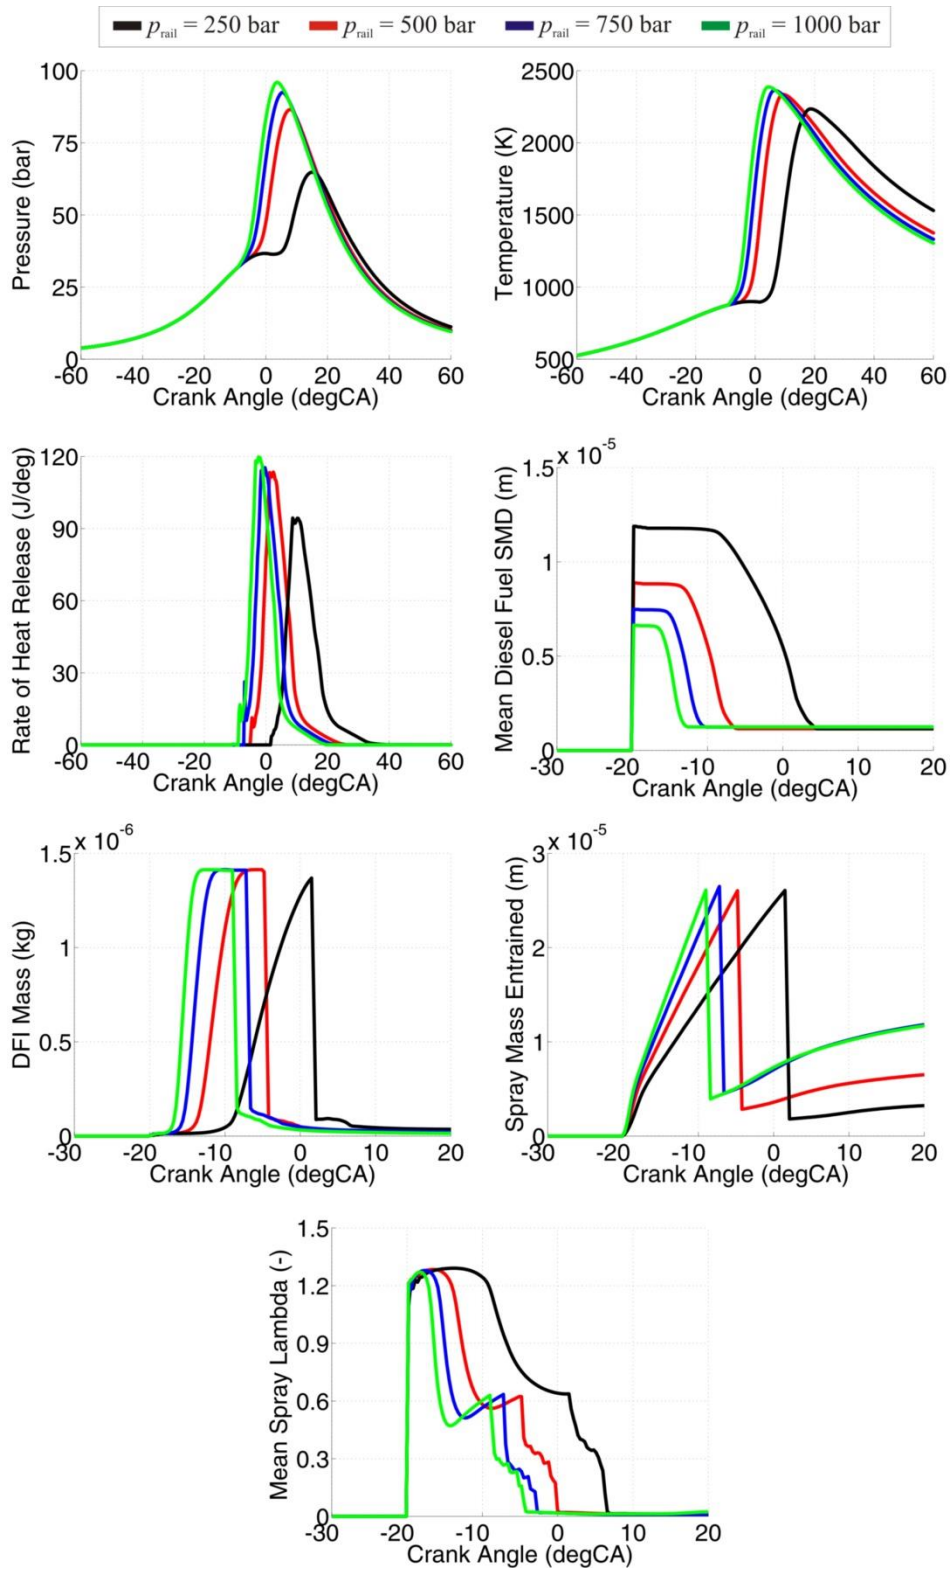 p_rail = 250 bar p_rail = 500 bar p_rail = 750 bar p_rail = 1000 bar
Pressure (bar)
100
75
50
25
0
-60 -40 -20 0 20 40 60
Crank Angle (degCA)
Temperature (K)
2500
2000
1500
1000
500
-60 -40 -20 0 20 40 60
Crank Angle (degCA)
Rate of Heat Release (J/deg)
120
90
60
30
0
-60 -40 -20 0 20 40 60
Crank Angle (degCA)
Mean Diesel Fuel SMD (m)
x 10^-5
1.5
1
0.5
0
-30 -20 -10 0 10 20
Crank Angle (degCA)
DFI Mass (kg)
x 10^-6
1.5
1
0.5
0
-30 -20 -10 0 10 20
Crank Angle (degCA)
Spray Mass Entrained (m)
x 10^-5
3
2
1
0
-30 -20 -10 0 10 20
Crank Angle (degCA)
Mean Spray Lambda (-)
1.5
1.2
0.9
0.6
0.3
0
-30 -20 -10 0 10 20
Crank Angle (degCA)